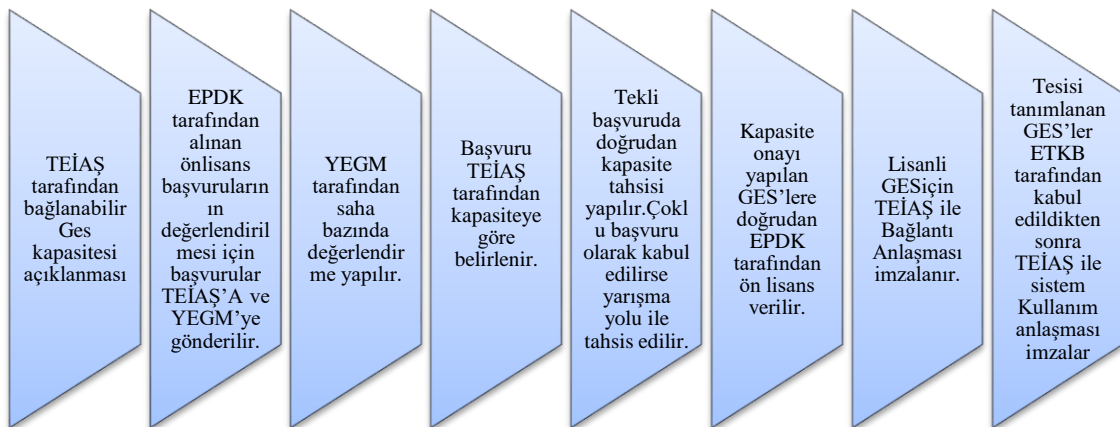 TEİAŞ
tarafından
bağlanabilir
Ges
kapasitesi
açıklanması
EPDK
tarafından
alınan
önlisans
başvuruların
ın
değerlendiril
mesi için
başvurular
TEİAŞ’A ve
YEGM’ye
gönderilir.
YEGM
tarafından
saha
bazında
değerlendir
me yapılır.
Başvuru
TEİAŞ
tarafından
kapasiteye
göre
belirlenir.
Tekli
başvuruda
doğrudan
kapasite
tahsisi
yapılır.Çokl
u başvuru
olarak kabul
edilirse
yarışma
yolu ile
tahsis edilir.
Kapasite
onayı
yapılan
GES’lere
doğrudan
EPDK
tarafından
ön lisans
verilir.
Lisanli
GESiçin
TEİAŞ ile
Bağlantı
Anlaşması
imzalanır.
Tesisi
tanımlanan
GES’ler
ETKB
tarafından
kabul
edildikten
sonra
TEİAŞ ile
sistem
Kullanım
anlaşması
imzalar